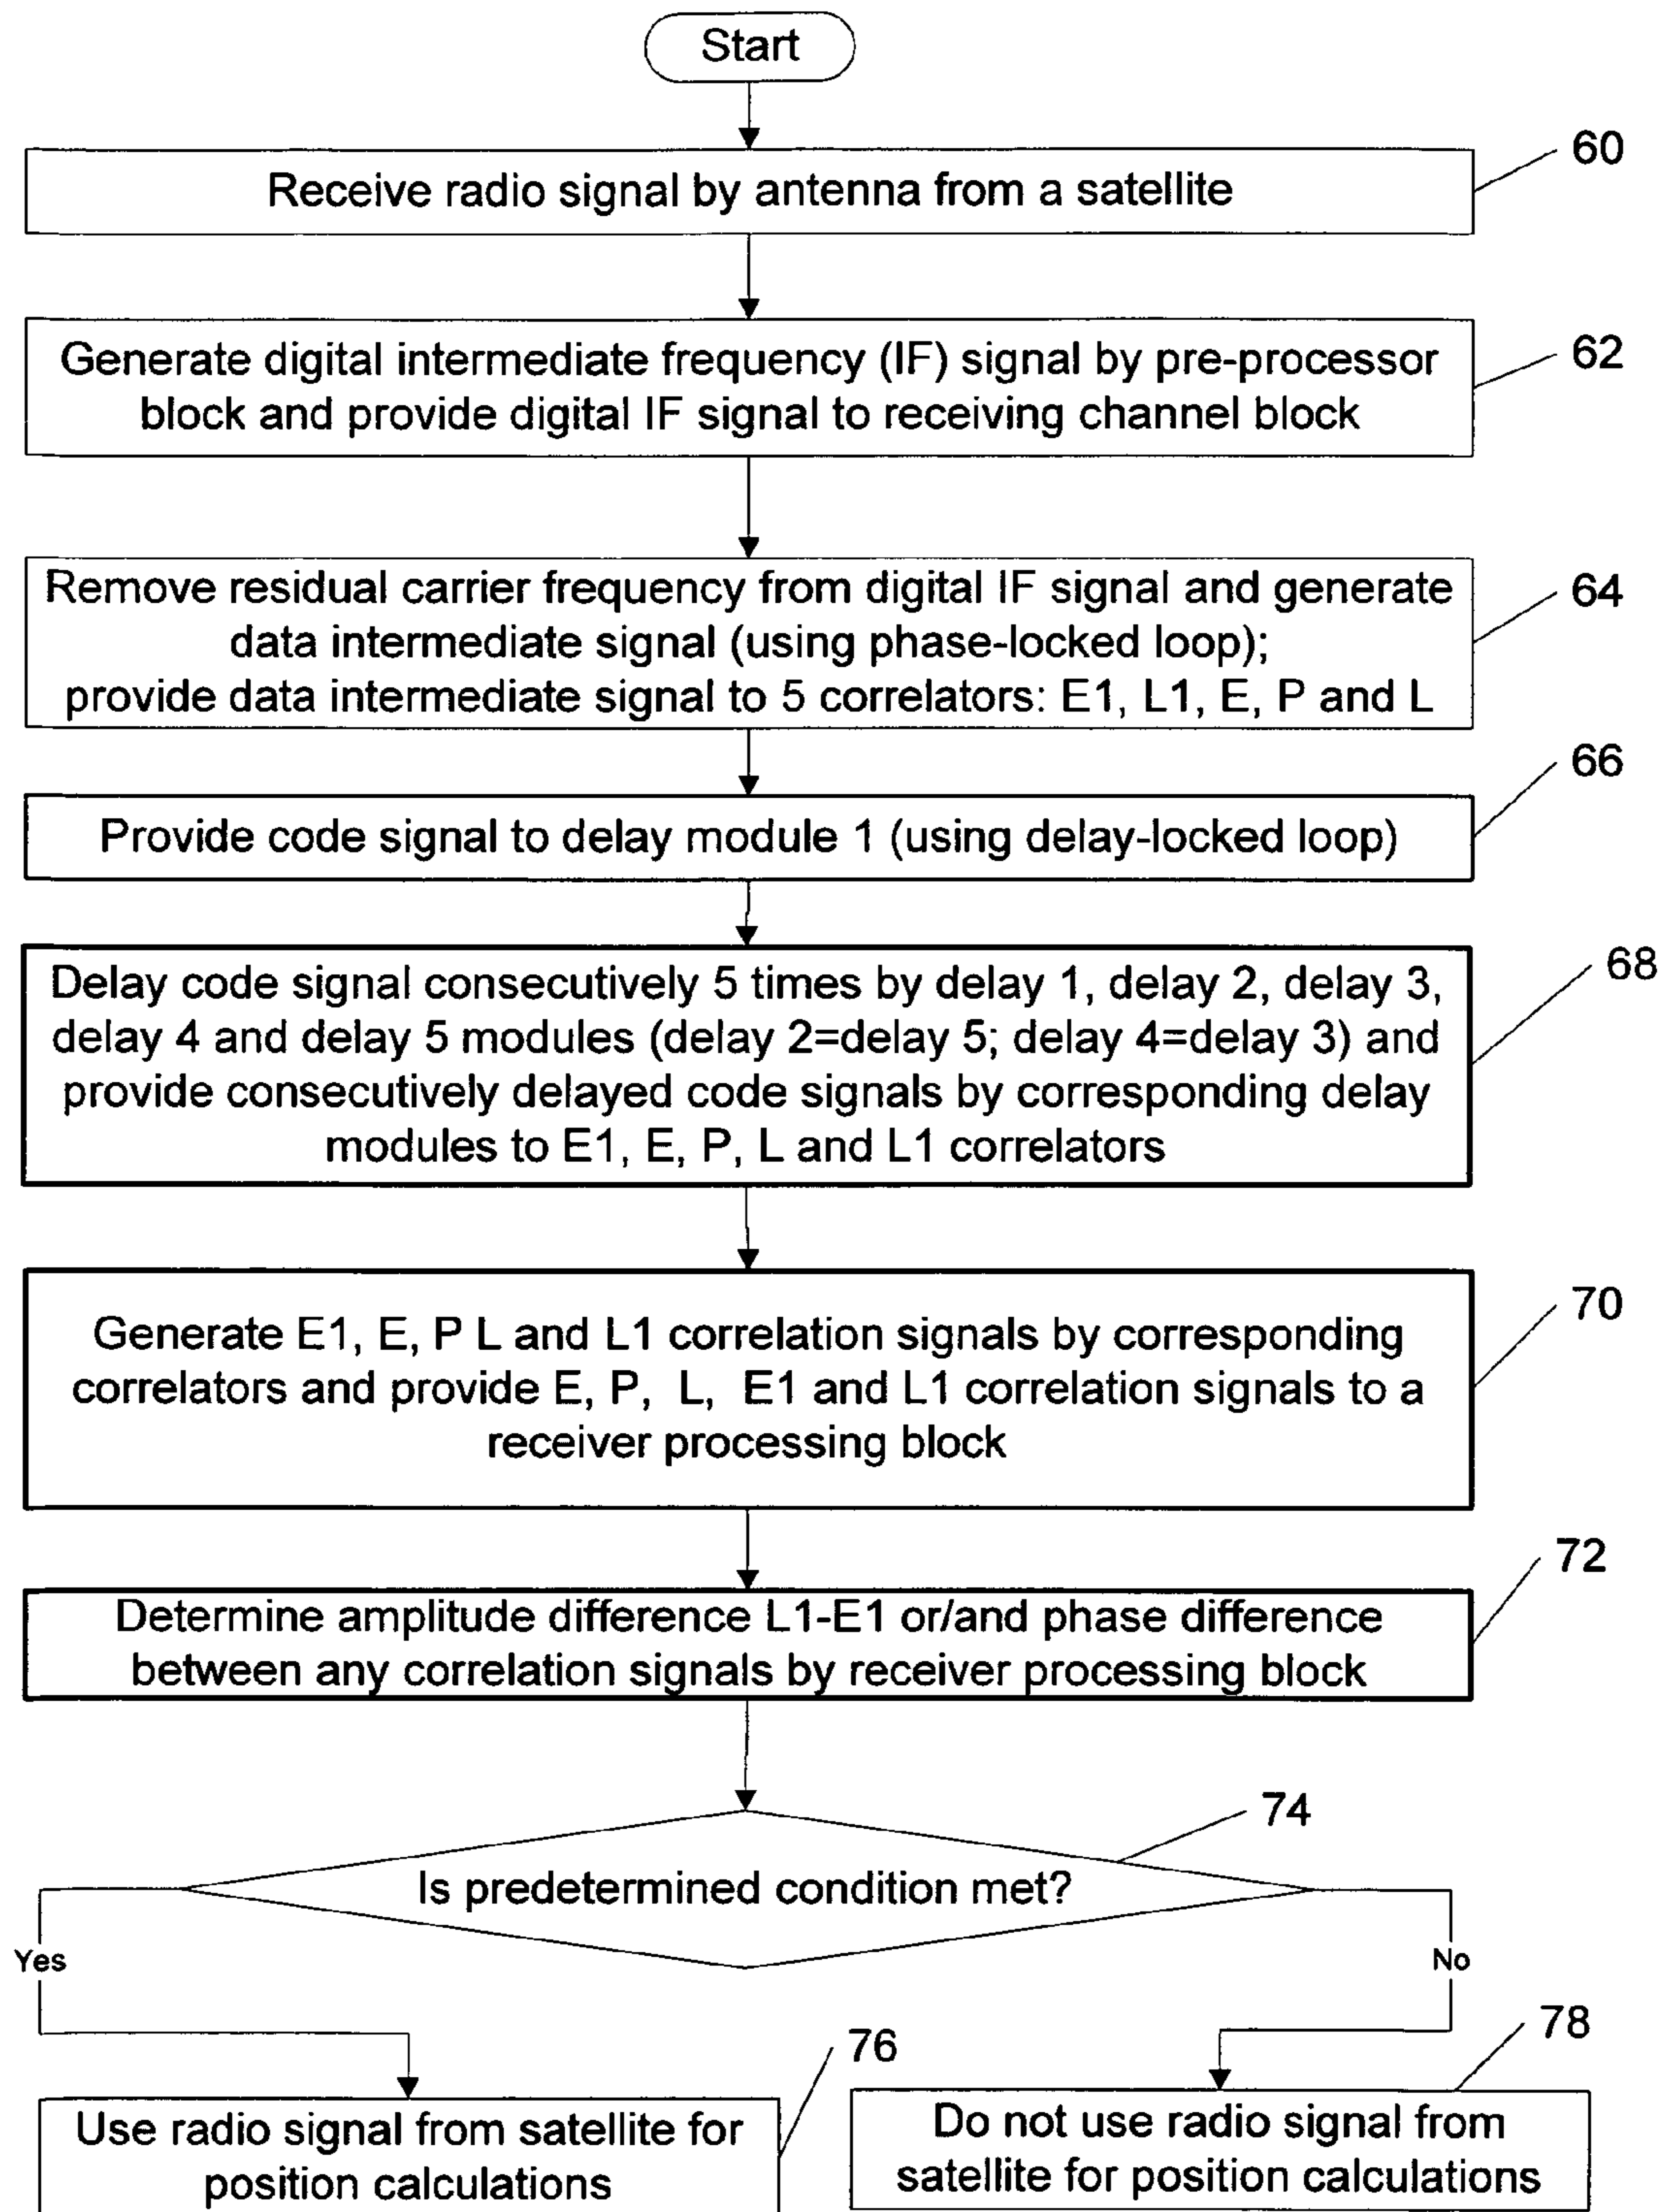 Start
60
Receive radio signal by antenna from a satellite
62
Generate digital intermediate frequency (IF) signal by pre-processor
block and provide digital IF signal to receiving channel block
64
Remove residual carrier frequency from digital IF signal and generate
data intermediate signal (using phase-locked loop);
provide data intermediate signal to 5 correlators: E1, L1, E, P and L
66
Provide code signal to delay module 1 (using delay-locked loop)
68
Delay code signal consecutively 5 times by delay 1, delay 2, delay 3,
delay 4 and delay 5 modules (delay 2=delay 5; delay 4=delay 3) and
provide consecutively delayed code signals by corresponding delay
modules to E1, E, P, L and L1 correlators
70
Generate E1, E, P L and L1 correlation signals by corresponding
correlators and provide E, P, L, E1 and L1 correlation signals to a
receiver processing block
72
Determine amplitude difference L1-E1 or/and phase difference
between any correlation signals by receiver processing block
74
Is predetermined condition met?
Yes
No
76
78
Use radio signal from satellite for
position calculations
Do not use radio signal from
satellite for position calculations